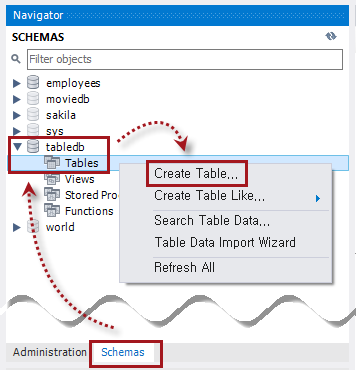 Navigator
SCHEMAS
Filter objects
employees
moviedb
sakila
sys
tabledb
Tables
Views
Stored Proc
Functions
world
Create Table...
Create Table Like...
Search Table Data...
Table Data Import Wizard
Refresh All
Administration Schemas